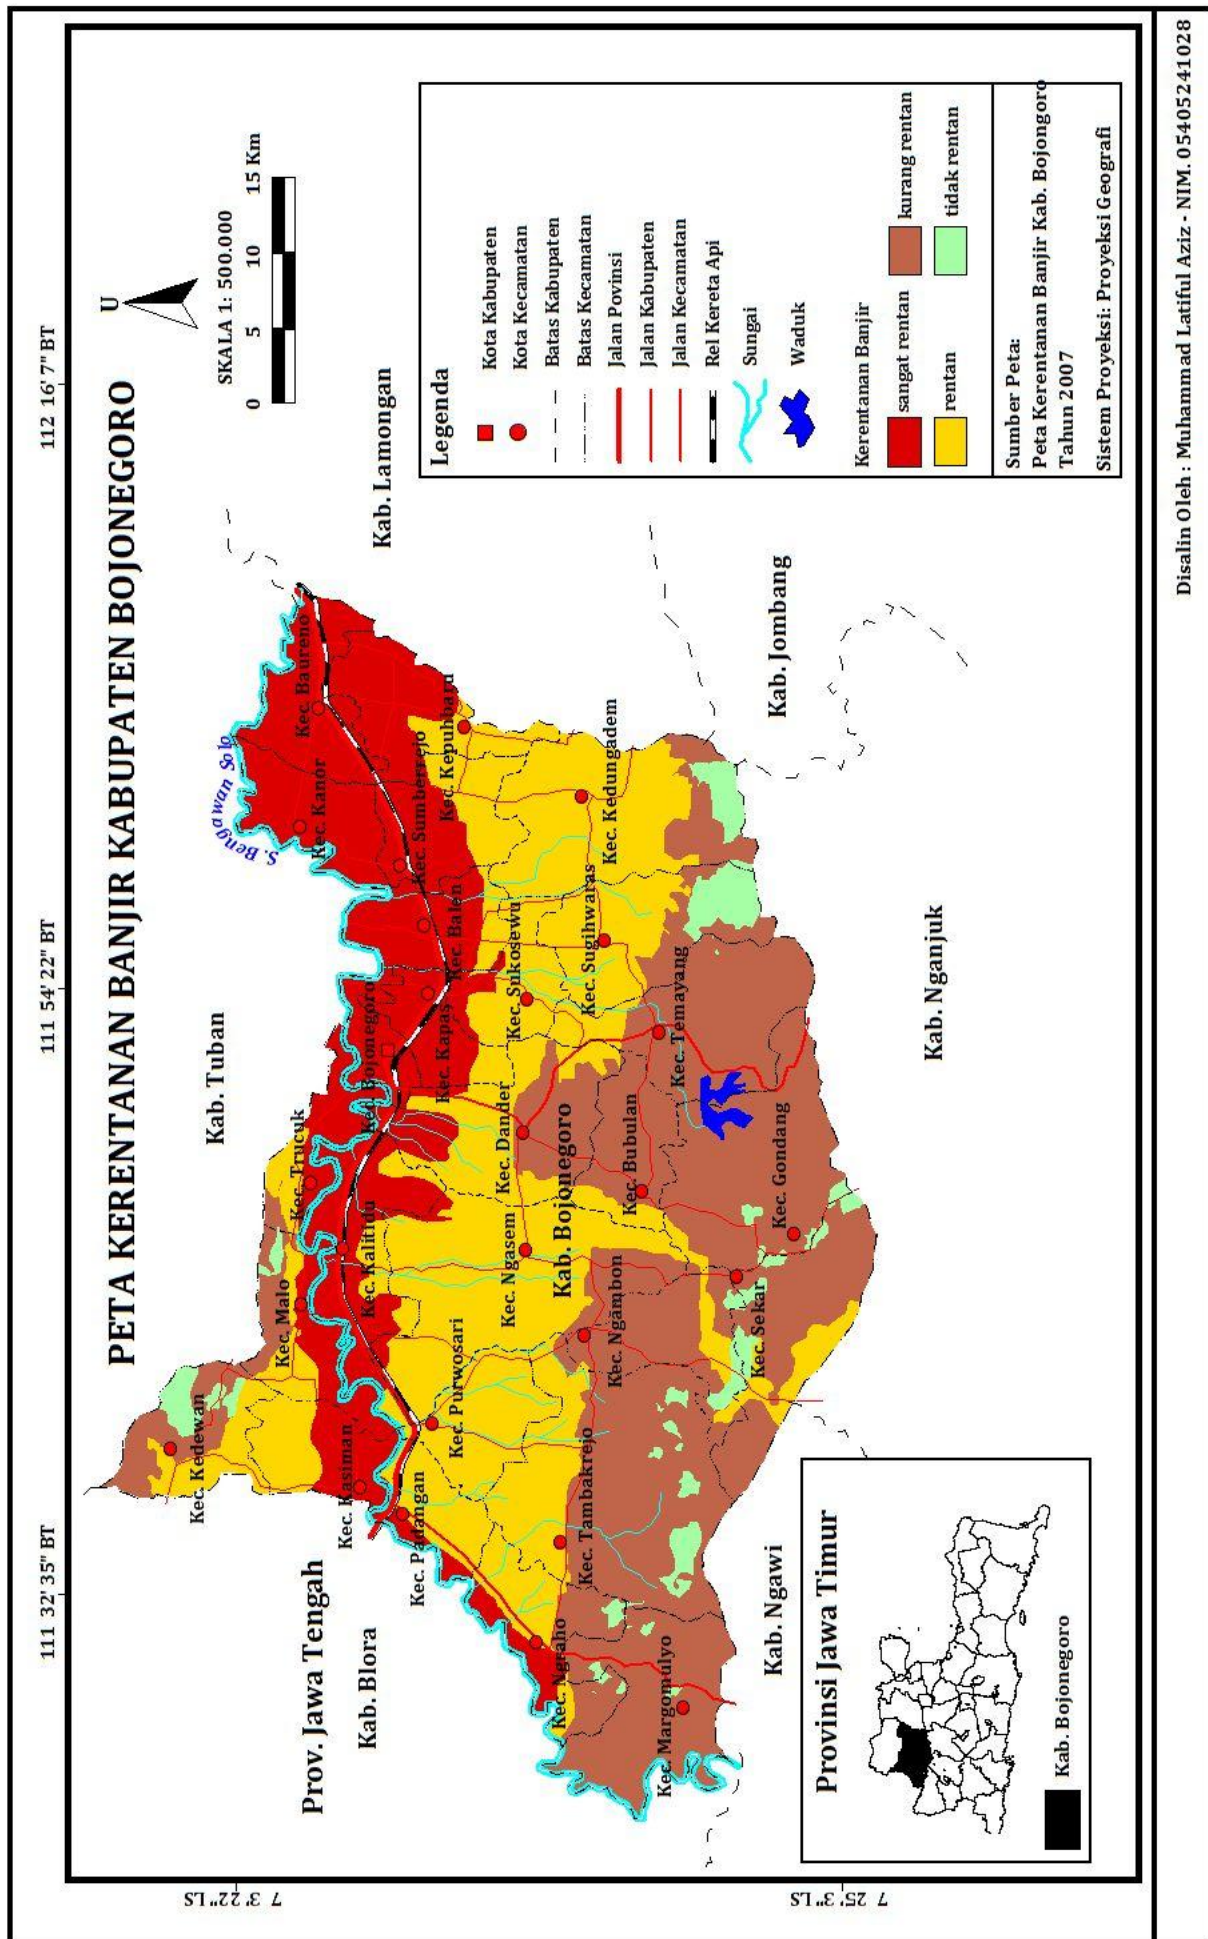 PETA KERENTANAN BANJIR KABUPATEN BOJONEGORO
111 32'35" BT
111 54'22" BT
112 16'7" BT
7 3'22"LS
7 25'3"LS
U
SKALA 1: 500.000
0 5 10 15 Km
Prov. Jawa Tengah
Kab. Blora
Kab. Tuban
Kab. Lamongan
Kab. Jombang
Kab. Nganjuk
Kab. Ngawi
Kab. Bojonegoro
S. Bengawan Solo
Kec. Kedewan
Kec. Malo
Kec. Trucuk
Kec. Kasiman
Kec. Kalitidu
Kec. Bojonegoro
Kec. Kanor
Kec. Baureno
Kec. Padangan
Kec. Purwosari
Kec. Kapas
Kec. Balen
Kec. Sumberrejo
Kec. Kepuhbaru
Kec. Ngasem
Kec. Dander
Kec. Sukosewu
Kec. Sugihwaras
Kec. Kedungadem
Kec. Ngraho
Kec. Tambakrejo
Kec. Ngambon
Kec. Bubulan
Kec. Temayang
Kec. Margomulyo
Kec. Sekar
Kec. Gondang
Legenda
Kota Kabupaten
Kota Kecamatan
Batas Kabupaten
Batas Kecamatan
Jalan Povinsi
Jalan Kabupaten
Jalan Kecamatan
Rel Kereta Api
Sungai
Waduk
Kerentanan Banjir
sangat rentan
kurang rentan
rentan
tidak rentan
Sumber Peta:
Peta Kerentanan Banjir Kab. Bojongoro
Tahun 2007
Sistem Proyeksi: Proyeksi Geografi
Provinsi Jawa Timur
Kab. Bojonegoro
Disalin Oleh : Muhammad Latiful Aziz - NIM. 05405241028